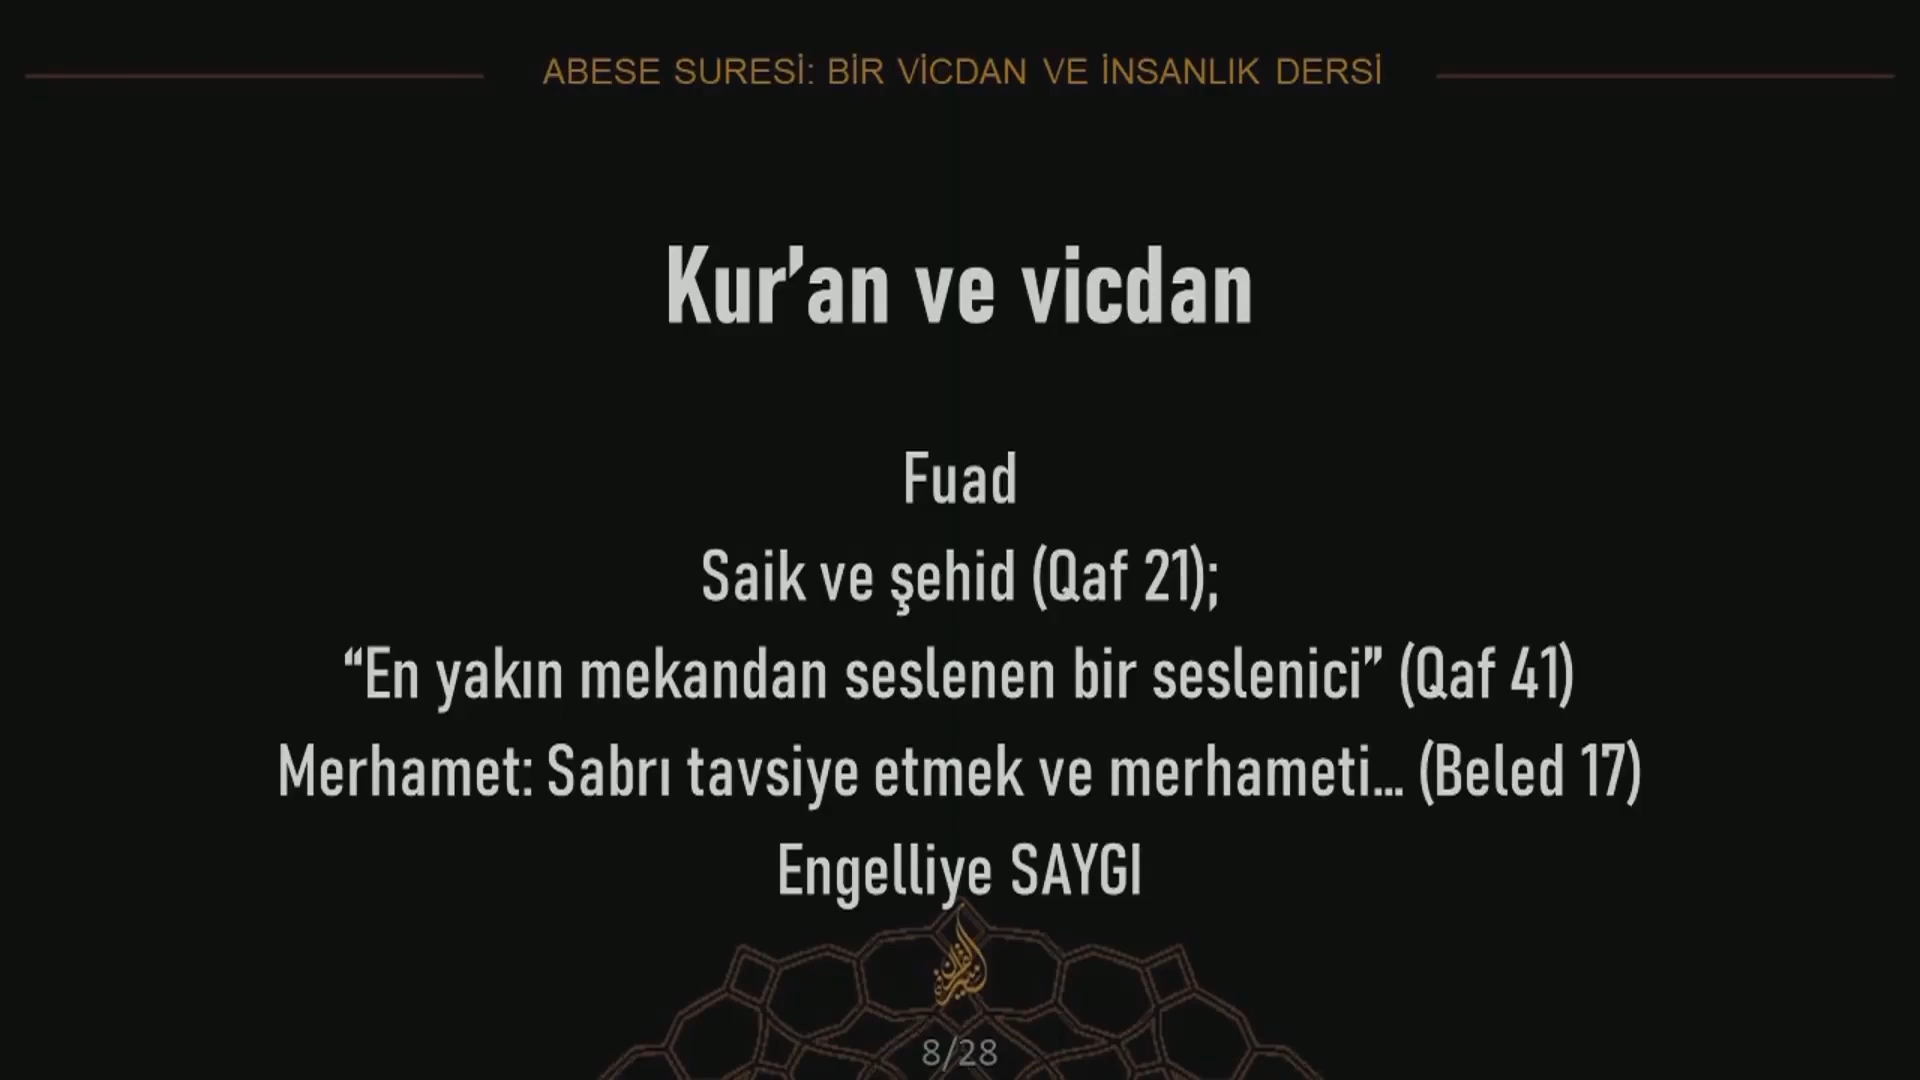 ABESE SURESİ: BİR VİCDAN VE İNSANLIK DERSİ
Kur’an ve vicdan
Fuad
Saik ve şehid (Qaf 21);
“En yakın mekandan seslenen bir seslenici” (Qaf 41)
Merhamet: Sabrı tavsiye etmek ve merhameti... (Beled 17)
Engelliye SAYGI
8/28